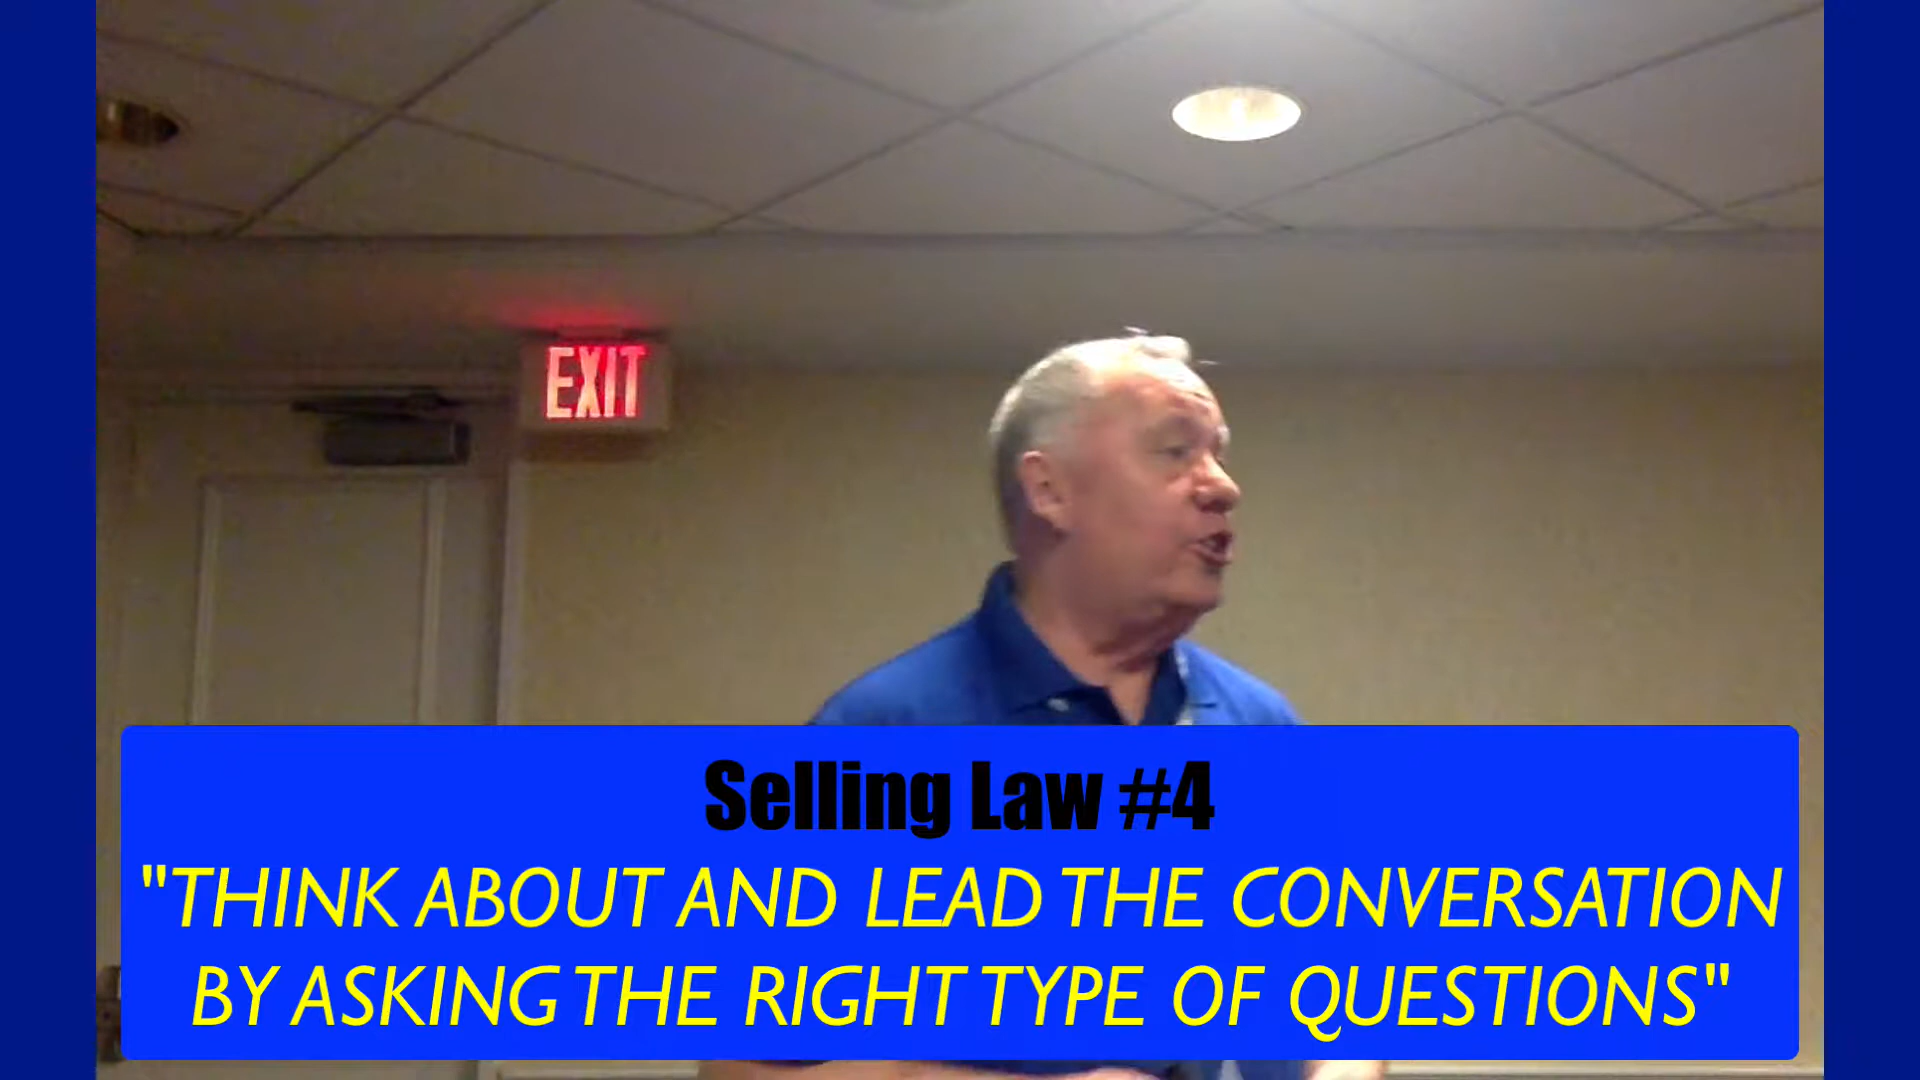 EXIT
Selling Law #4
"THINK ABOUT AND LEAD THE CONVERSATION
BY ASKING THE RIGHT TYPE OF QUESTIONS"